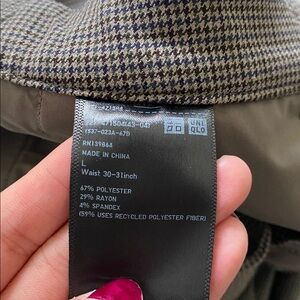 UNI
QLO
RN139864
MADE IN CHINA
L
Waist 30-31inch
67% POLYESTER
29% RAYON
4% SPANDEX
(59% USES RECYCLED POLYESTER FIBER)